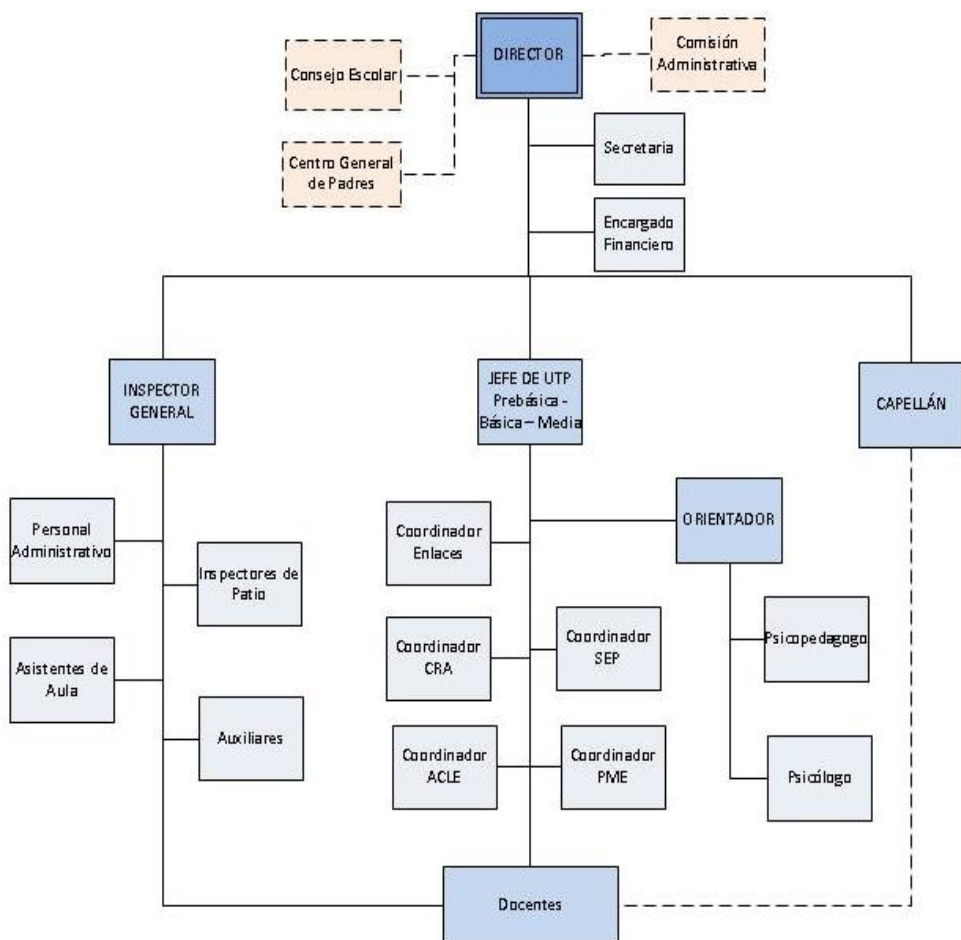 DIRECTOR
Consejo Escolar
Comisión
Administrativa
Centro General
de Padres
Secretaria
Encargado
Financiero
INSPECTOR
GENERAL
JEFE DE UTP
Prebásica -
Básica – Media
CAPELLÁN
Personal
Administrativo
Inspectores de
Patio
Asistentes de
Aula
Auxiliares
Coordinador
Enlaces
ORIENTADOR
Coordinador
CRA
Coordinador
SEP
Psicopedagogo
Coordinador
ACLE
Coordinador
PME
Psicólogo
Docentes